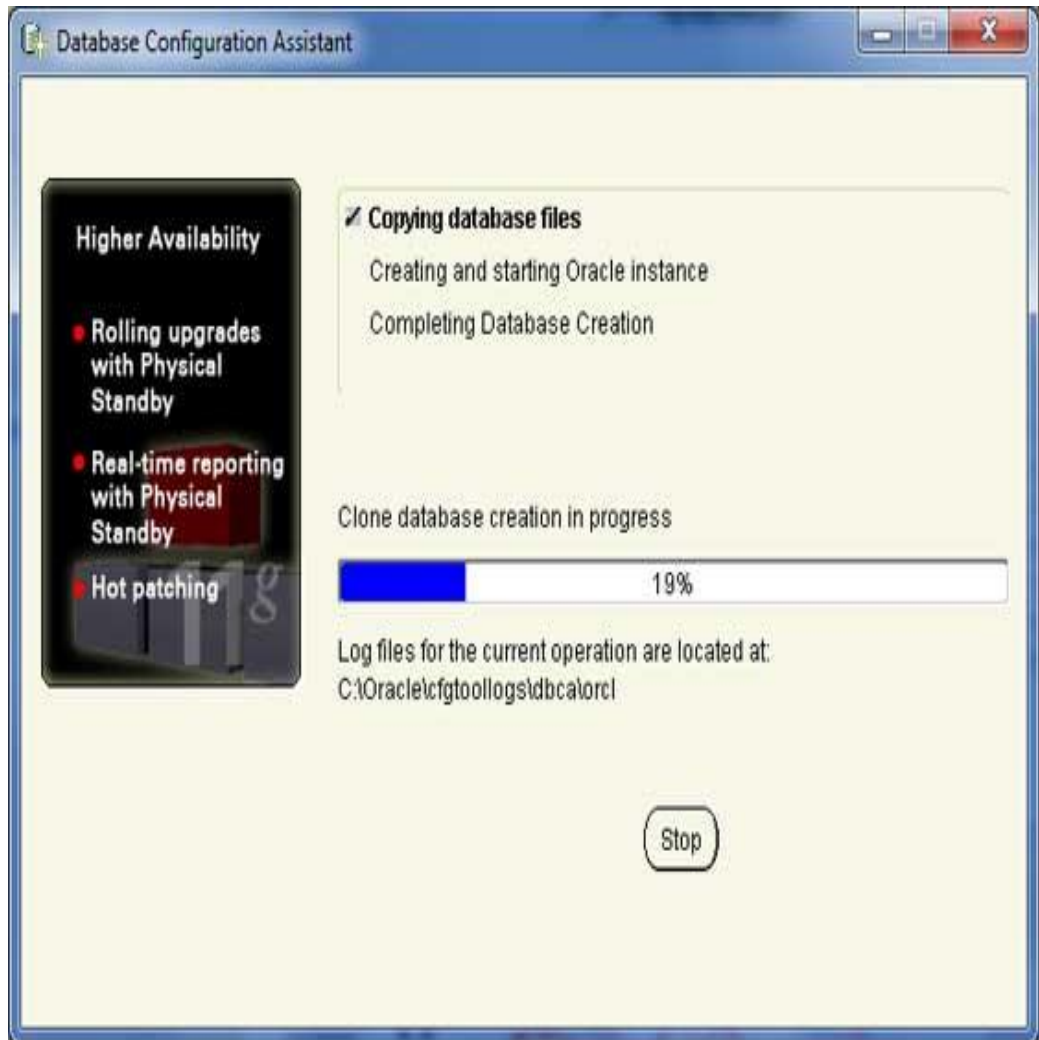 Database Configuration Assistant
Higher Availability
Rolling upgrades
with Physical
Standby
Real-time reporting
with Physical
Standby
Hot patching
11g
Copying database files
Creating and starting Oracle instance
Completing Database Creation
Clone database creation in progress
19%
Log files for the current operation are located at:
C:\Oracle\cfgtoollogs\dbca\orcl
Stop